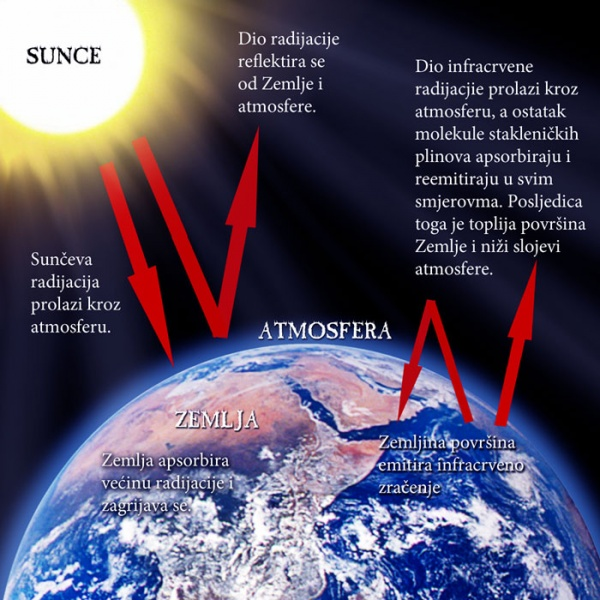 SUNCE
Dio radijacije
reflektira se
od Zemlje i
atmosfere.
Dio infracrvene
radijacjie prolazi kroz
atmosferu, a ostatak
molekule stakleničkih
plinova apsorbiraju i
reemitiraju u svim
smjerovma. Posljedica
toga je toplija površina
Zemlje i niži slojevi
atmosfere.
Sunčeva
radijacija
prolazi kroz
atmosferu.
ATMOSFERA
ZEMLJA
Zemlja apsorbira
većinu radijacije i
zagrijava se.
Zemljina površina
emitira infracrveno
zračenje